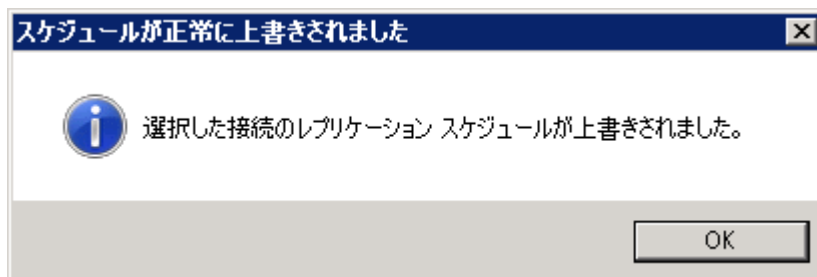 スケジュールが正常に上書きされました
選択した接続のレプリケーション スケジュールが上書きされました。
OK